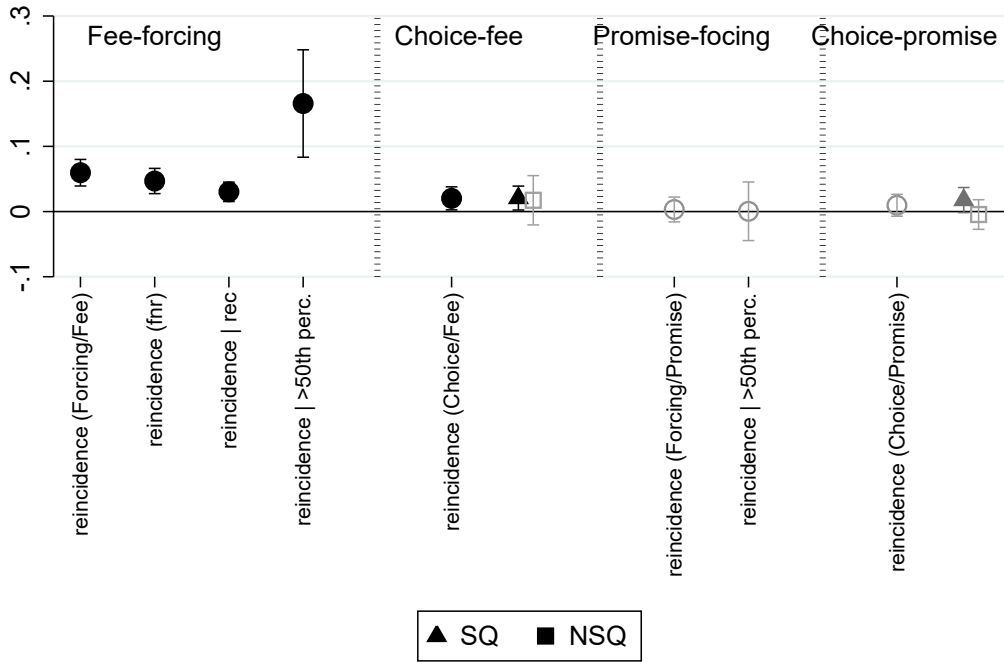 Fee-forcing
Choice-fee
Promise-focing
Choice-promise
.3
.2
.1
0
-.1
reincidence (Forcing/Fee)
reincidence (fnr)
reincidence | rec
reincidence | >50th perc.
reincidence (Choice/Fee)
reincidence (Forcing/Promise)
reincidence | >50th perc.
reincidence (Choice/Promise)
SQ
NSQ